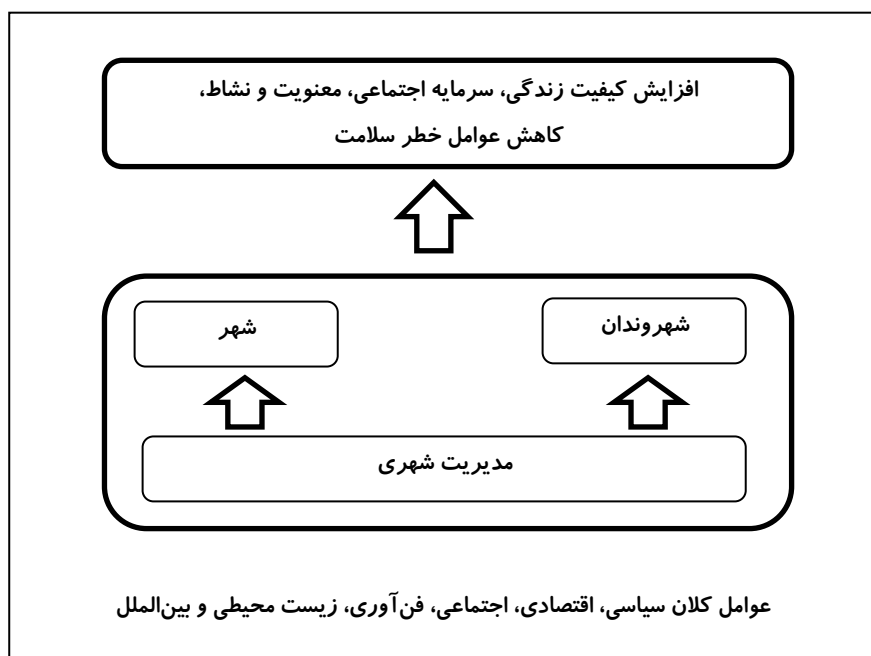 افزایش کیفیت زندگی، سرمایه اجتماعی، معنویت و نشاط،
کاهش عوامل خطر سلامت
شهروندان
شهر
مدیریت شهری
عوامل کلان سیاسی، اقتصادی، اجتماعی، فن‌آوری، زیست محیطی و بین‌الملل